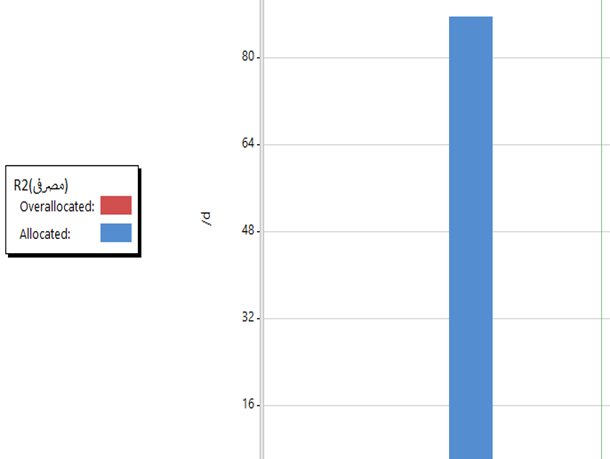 R2(مصرفی)
Overallocated:
Allocated:
/d
80
64
48
32
16